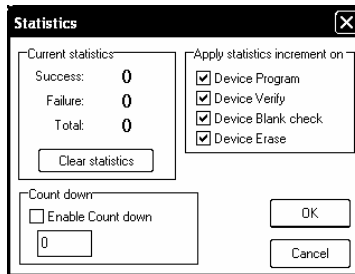 Statistics
Current statistics
Success: 0
Failure: 0
Total: 0
Clear statistics
Apply statistics increment on
Device Program
Device Verify
Device Blank check
Device Erase
Count down
Enable Count down
0
OK
Cancel